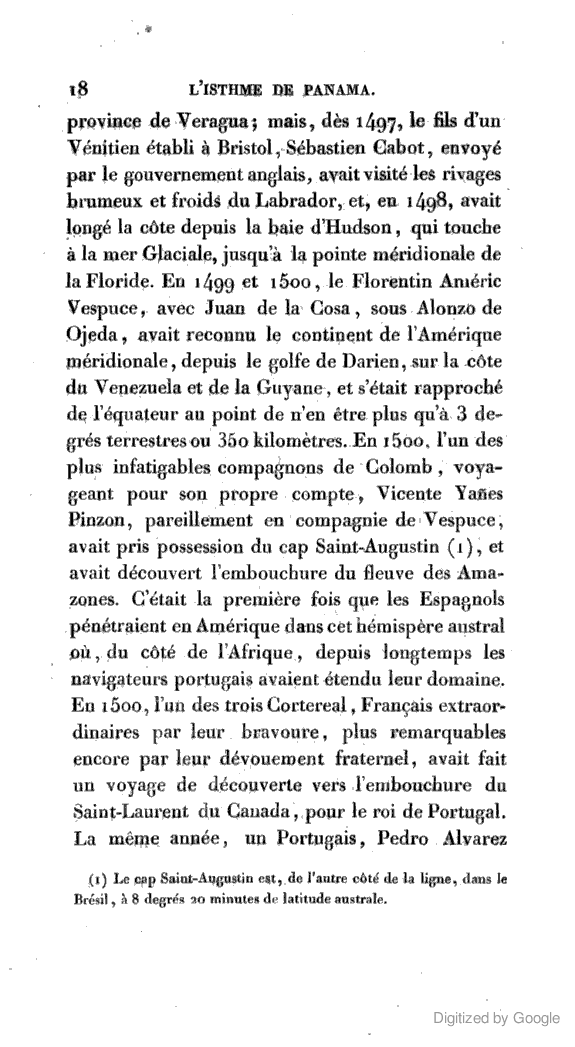 18 L'ISTHME DE PANAMA.
province de Veragua; mais, dès 1497, le fils d'un
Vénitien établi à Bristol, Sébastien Cabot, envoyé
par le gouvernement anglais, avait visité les rivages
brumeux et froids du Labrador, et, en 1498, avait
longé la côte depuis la baie d'Hudson, qui touche
à la mer Glaciale, jusqu'à la pointe méridionale de
la Floride. En 1499 et 1500, le Florentin Améric
Vespuce, avec Juan de la Cosa, sous Alonzo de
Ojeda, avait reconnu le continent de l'Amérique
méridionale, depuis le golfe de Darien, sur la côte
du Venezuela et de la Guyane, et s'était rapproché
de l'équateur au point de n'en être plus qu'à 3 de-
grés terrestres ou 350 kilomètres. En 1500, l'un des
plus infatigables compagnons de Colomb, voya-
geant pour son propre compte, Vicente Yañes
Pinzon, pareillement en compagnie de Vespuce,
avait pris possession du cap Saint-Augustin (1), et
avait découvert l'embouchure du fleuve des Ama-
zones. C'était la première fois que les Espagnols
pénétraient en Amérique dans cet hémispère austral
où, du côté de l'Afrique, depuis longtemps les
navigateurs portugais avaient étendu leur domaine.
En 1500, l'un des trois Cortereal, Français extraor-
dinaires par leur bravoure, plus remarquables
encore par leur dévouement fraternel, avait fait
un voyage de découverte vers l'embouchure du
Saint-Laurent du Canada, pour le roi de Portugal.
La même année, un Portugais, Pedro Alvarez
(1) Le cap Saint-Augustin est, de l'autre côté de la ligne, dans le
Brésil, à 8 degrés 20 minutes de latitude australe.
Digitized by Google